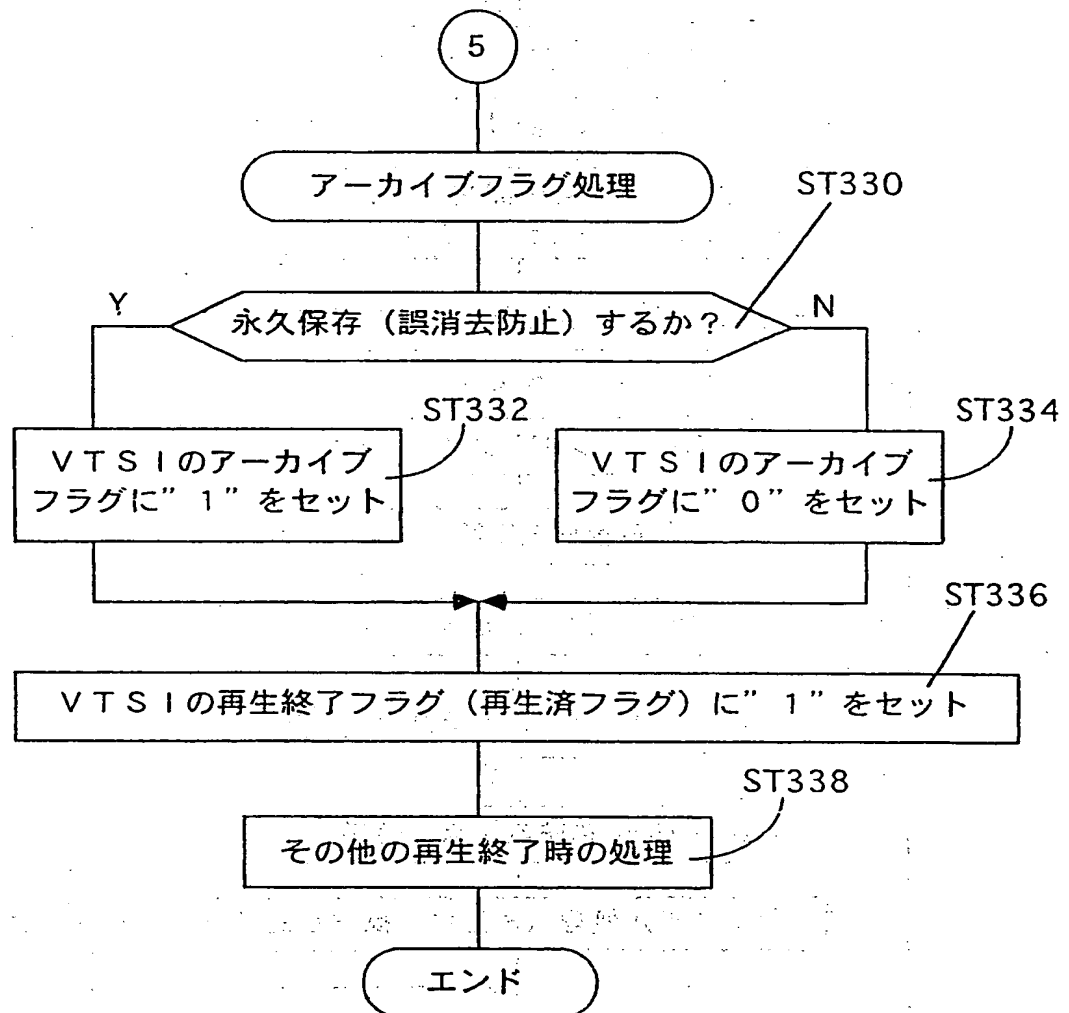 5
アーカイブフラグ処理
ST330
Y
永久保存（誤消去防止）するか？
N
ST332
ST334
ＶＴＳＩのアーカイブ
フラグに”１”をセット
ＶＴＳＩのアーカイブ
フラグに”０”をセット
ST336
ＶＴＳＩの再生終了フラグ（再生済フラグ）に”１”をセット
ST338
その他の再生終了時の処理
エンド